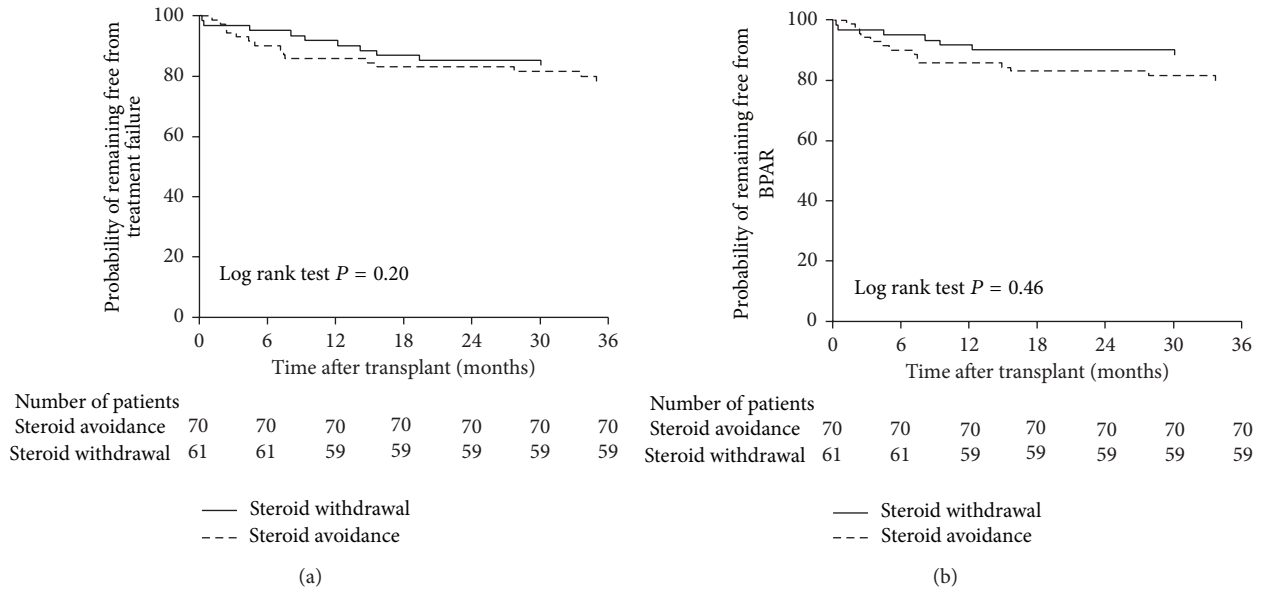 Probability of remaining free from
treatment failure
100
80
60
40
20
0
Log rank test P = 0.20
0 6 12 18 24 30 36
Time after transplant (months)
Number of patients
Steroid avoidance 70 70 70 70 70 70 70
Steroid withdrawal 61 61 59 59 59 59 59
Steroid withdrawal
Steroid avoidance
(a)
Probability of remaining free from
BPAR
100
80
60
40
20
0
Log rank test P = 0.46
0 6 12 18 24 30 36
Time after transplant (months)
Number of patients
Steroid avoidance 70 70 70 70 70 70 70
Steroid withdrawal 61 61 59 59 59 59 59
Steroid withdrawal
Steroid avoidance
(b)